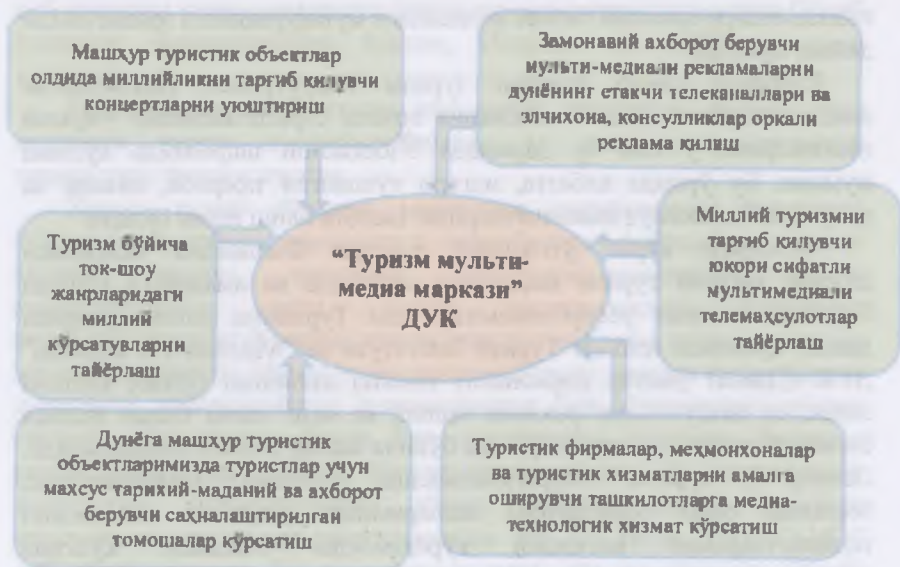 Машҳур туристик объектлар
олдида миллийликни тарғиб қилувчи
концертларни уюштириш
Замонавий ахборот берувчи
мульти-медиали рекламаларни
дунёнинг етакчи телеканаллари ва
элчихона, консулликлар орқали
реклама қилиш
Туризм бўйича
ток-шоу
жанрларидаги
миллий
кўрсатувларни
тайёрлаш
“Туризм мульти-
медиа маркази”
ДУК
Миллий туризмни
тарғиб қилувчи
юқори сифатли
мультимедиали
телемаҳсулотлар
тайёрлаш
Дунёга машҳур туристик
объектларимизда туристлар учун
махсус тарихий-маданий ва ахборот
берувчи саҳналаштирилган
томошалар кўрсатиш
Туристик фирмалар, меҳмонхоналар
ва туристик хизматларни амалга
оширувчи ташкилотларга медиа-
технологик хизмат кўрсатиш